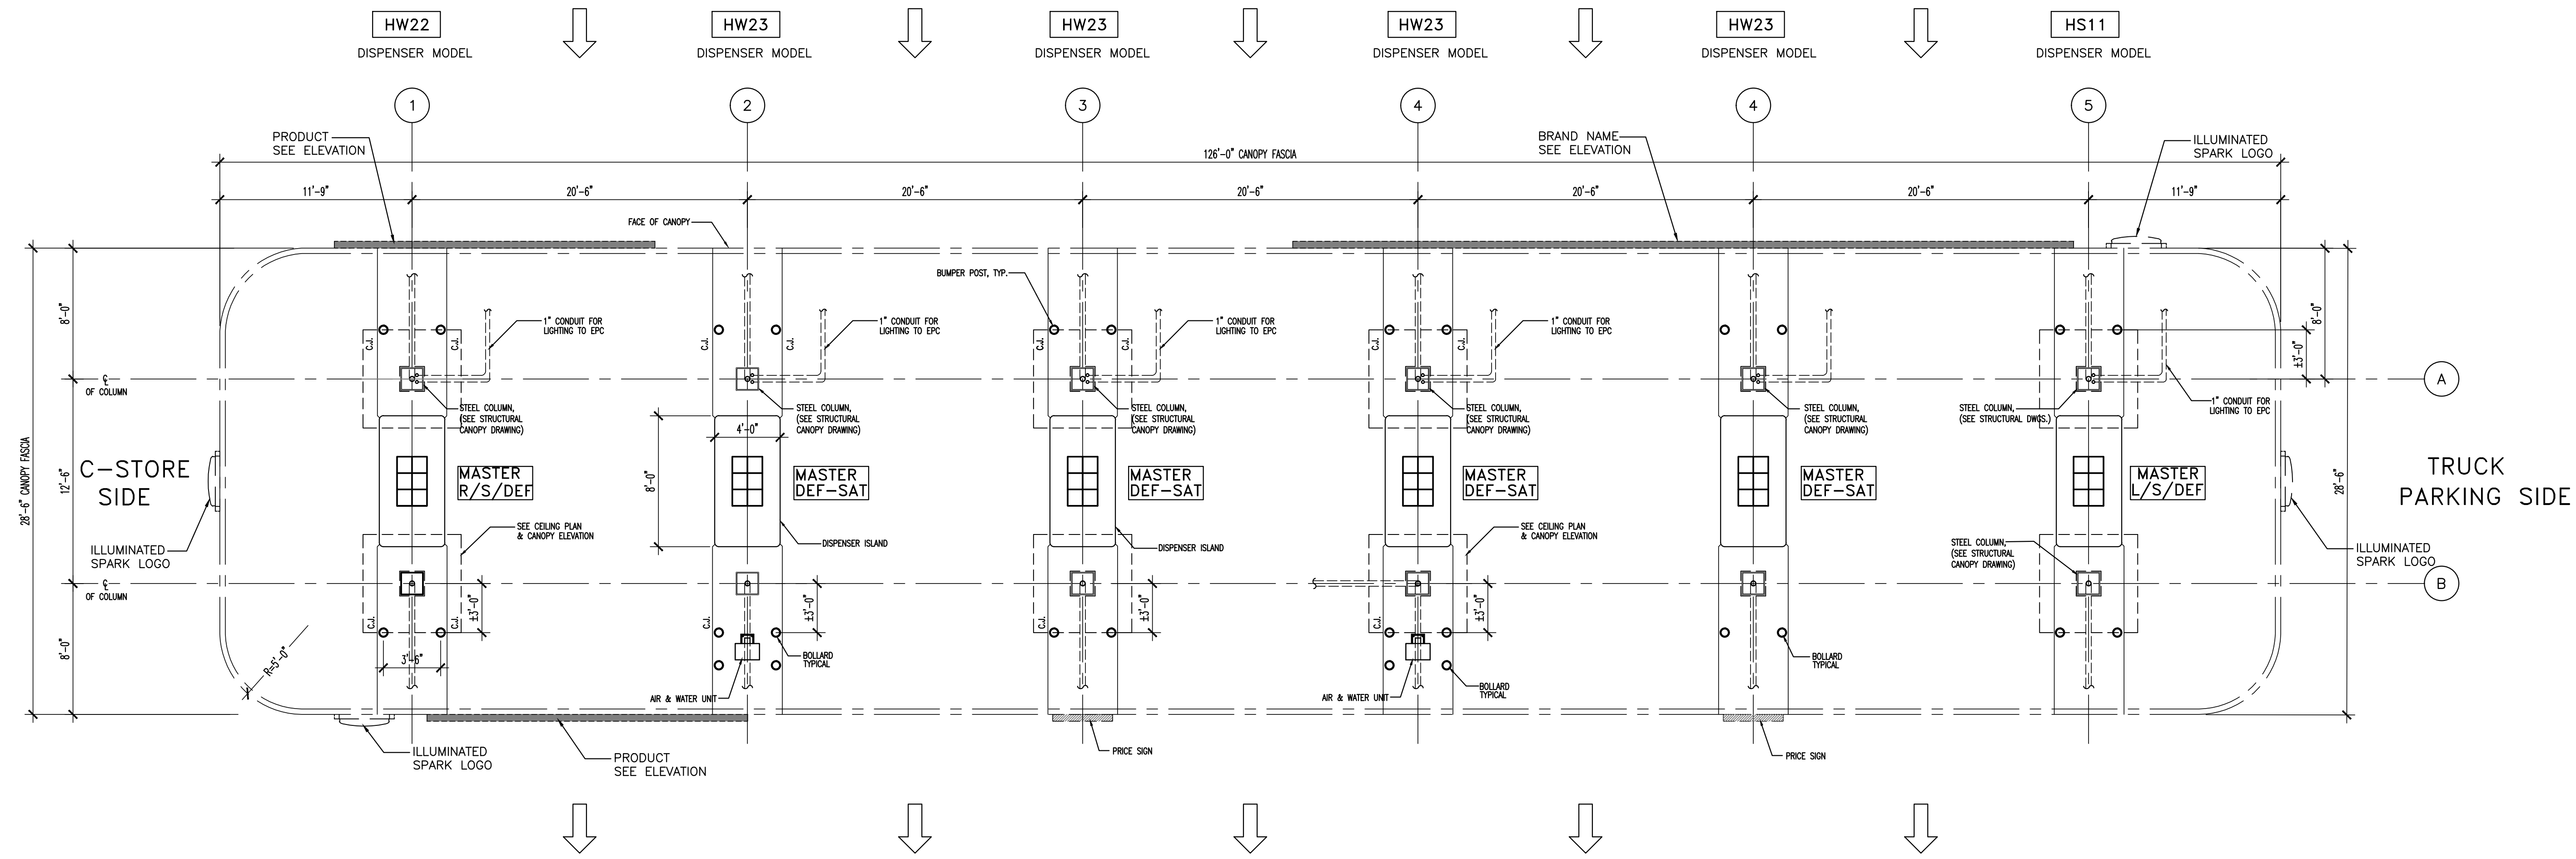 HW22
HW23
HW23
HW23
HW23
HS11
DISPENSER MODEL
DISPENSER MODEL
DISPENSER MODEL
DISPENSER MODEL
DISPENSER MODEL
DISPENSER MODEL
1
2
3
4
4
5
PRODUCT
SEE ELEVATION
BRAND NAME
SEE ELEVATION
ILLUMINATED
SPARK LOGO
126'-0" CANOPY FASCIA
11'-9"
20'-6"
20'-6"
20'-6"
20'-6"
20'-6"
11'-9"
FACE OF CANOPY
BUMPER POST, TYP.
8'-0"
8'-0"
±3'-0"
1" CONDUIT FOR
LIGHTING TO EPC
1" CONDUIT FOR
LIGHTING TO EPC
1" CONDUIT FOR
LIGHTING TO EPC
1" CONDUIT FOR
LIGHTING TO EPC
C.J.
C.J.
C.J.
C.J.
C.J.
C.J.
C.J.
℄
OF COLUMN
A
STEEL COLUMN,
(SEE STRUCTURAL
CANOPY DRAWING)
STEEL COLUMN,
(SEE STRUCTURAL
CANOPY DRAWING)
STEEL COLUMN,
(SEE STRUCTURAL
CANOPY DRAWING)
STEEL COLUMN,
(SEE STRUCTURAL
CANOPY DRAWING)
STEEL COLUMN,
(SEE STRUCTURAL
CANOPY DRAWING)
STEEL COLUMN,
(SEE STRUCTURAL DWGS.)
1" CONDUIT FOR
LIGHTING TO EPC
4'-0"
28'-6" CANOPY FASCIA
12'-6"
8'-0"
28'-6"
C-STORE
SIDE
MASTER
R/S/DEF
MASTER
DEF-SAT
MASTER
DEF-SAT
MASTER
DEF-SAT
MASTER
DEF-SAT
MASTER
L/S/DEF
TRUCK
PARKING SIDE
SEE CEILING PLAN
& CANOPY ELEVATION
SEE CEILING PLAN
& CANOPY ELEVATION
DISPENSER ISLAND
DISPENSER ISLAND
ILLUMINATED
SPARK LOGO
STEEL COLUMN,
(SEE STRUCTURAL
CANOPY DRAWING)
ILLUMINATED
SPARK LOGO
℄
OF COLUMN
B
±3'-0"
±3'-0"
±3'-0"
±3'-0"
C.J.
C.J.
C.J.
C.J.
C.J.
8'-0"
R=5'-0"
3'-6"
BOLLARD
TYPICAL
BOLLARD
TYPICAL
BOLLARD
TYPICAL
AIR & WATER UNIT
AIR & WATER UNIT
ILLUMINATED
SPARK LOGO
PRODUCT
SEE ELEVATION
PRICE SIGN
PRICE SIGN